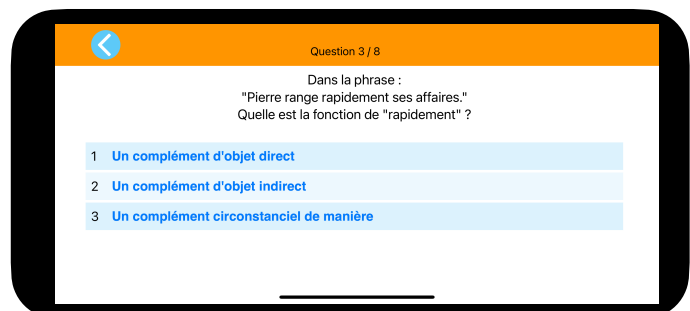 Question 3 / 8
Dans la phrase :
"Pierre range rapidement ses affaires."
Quelle est la fonction de "rapidement" ?
1 Un complément d'objet direct
2 Un complément d'objet indirect
3 Un complément circonstanciel de manière